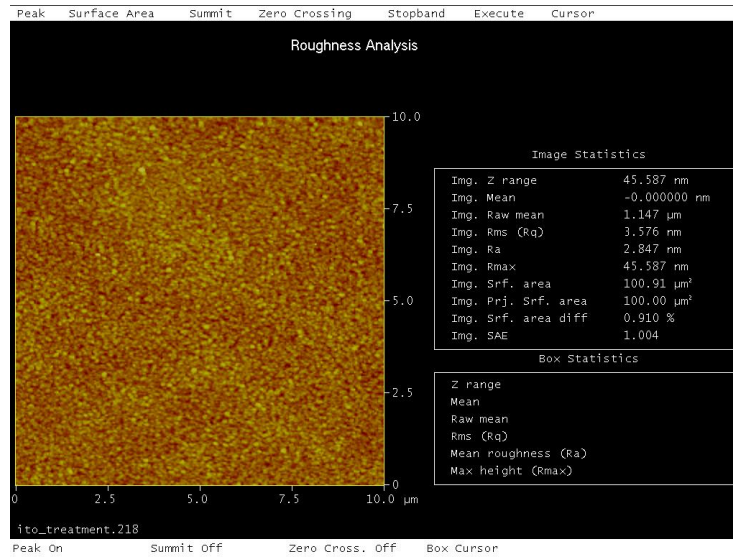 Peak Surface Area Summit Zero Crossing Stopband Execute Cursor
Roughness Analysis
10.0
7.5
5.0
2.5
0
0 2.5 5.0 7.5 10.0 µm
Image Statistics
Img. Z range 45.587 nm
Img. Mean -0.000000 nm
Img. Raw mean 1.147 µm
Img. Rms (Rq) 3.576 nm
Img. Ra 2.847 nm
Img. Rmax 45.587 nm
Img. Srf. area 100.91 µm²
Img. Prj. Srf. area 100.00 µm²
Img. Srf. area diff 0.910 %
Img. SAE 1.004
Box Statistics
Z range
Mean
Raw mean
Rms (Rq)
Mean roughness (Ra)
Max height (Rmax)
ito_treatment.218
Peak On Summit Off Zero Cross. Off Box Cursor